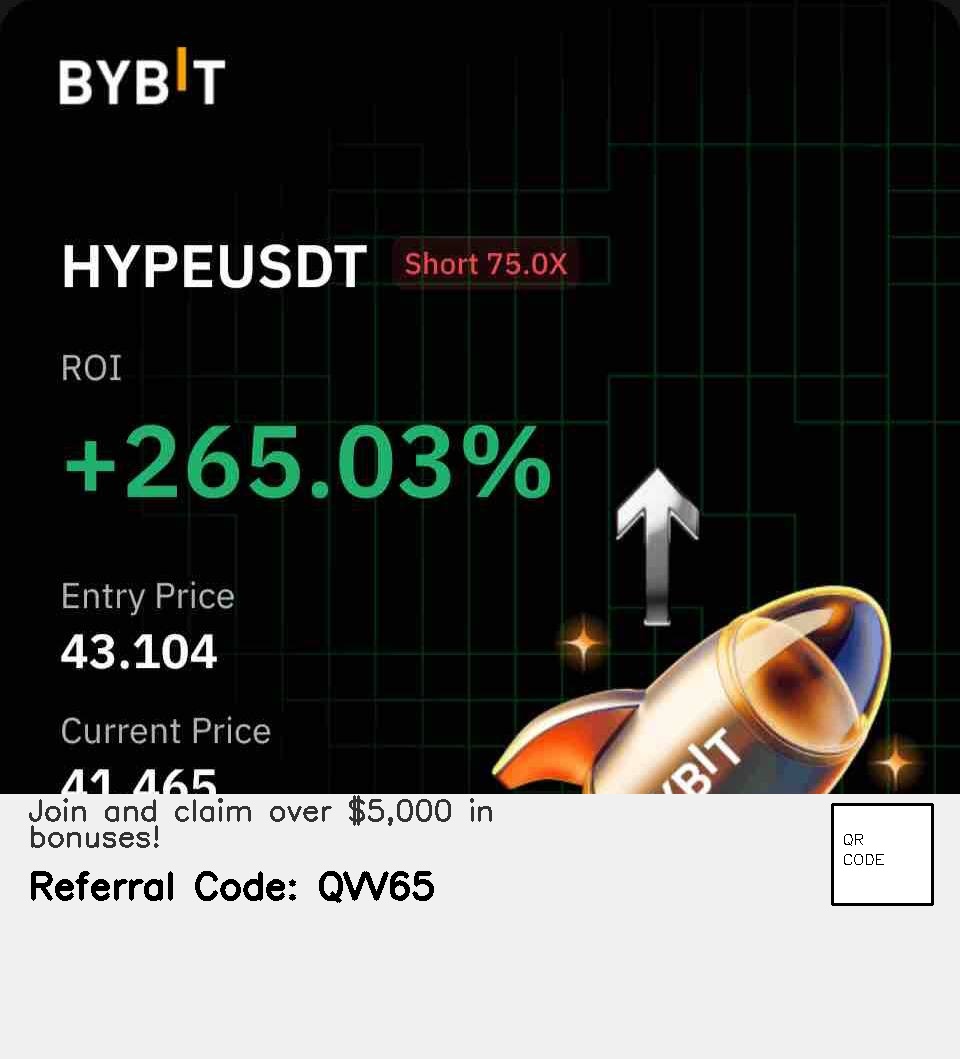 BYBIT
HYPEUSDT Short 75.0X
ROI
+265.03%
Entry Price
43.104
Current Price
41.465
BYBIT
Join and claim over $5,000 in
bonuses!
Referral Code: QVV65
QR
CODE